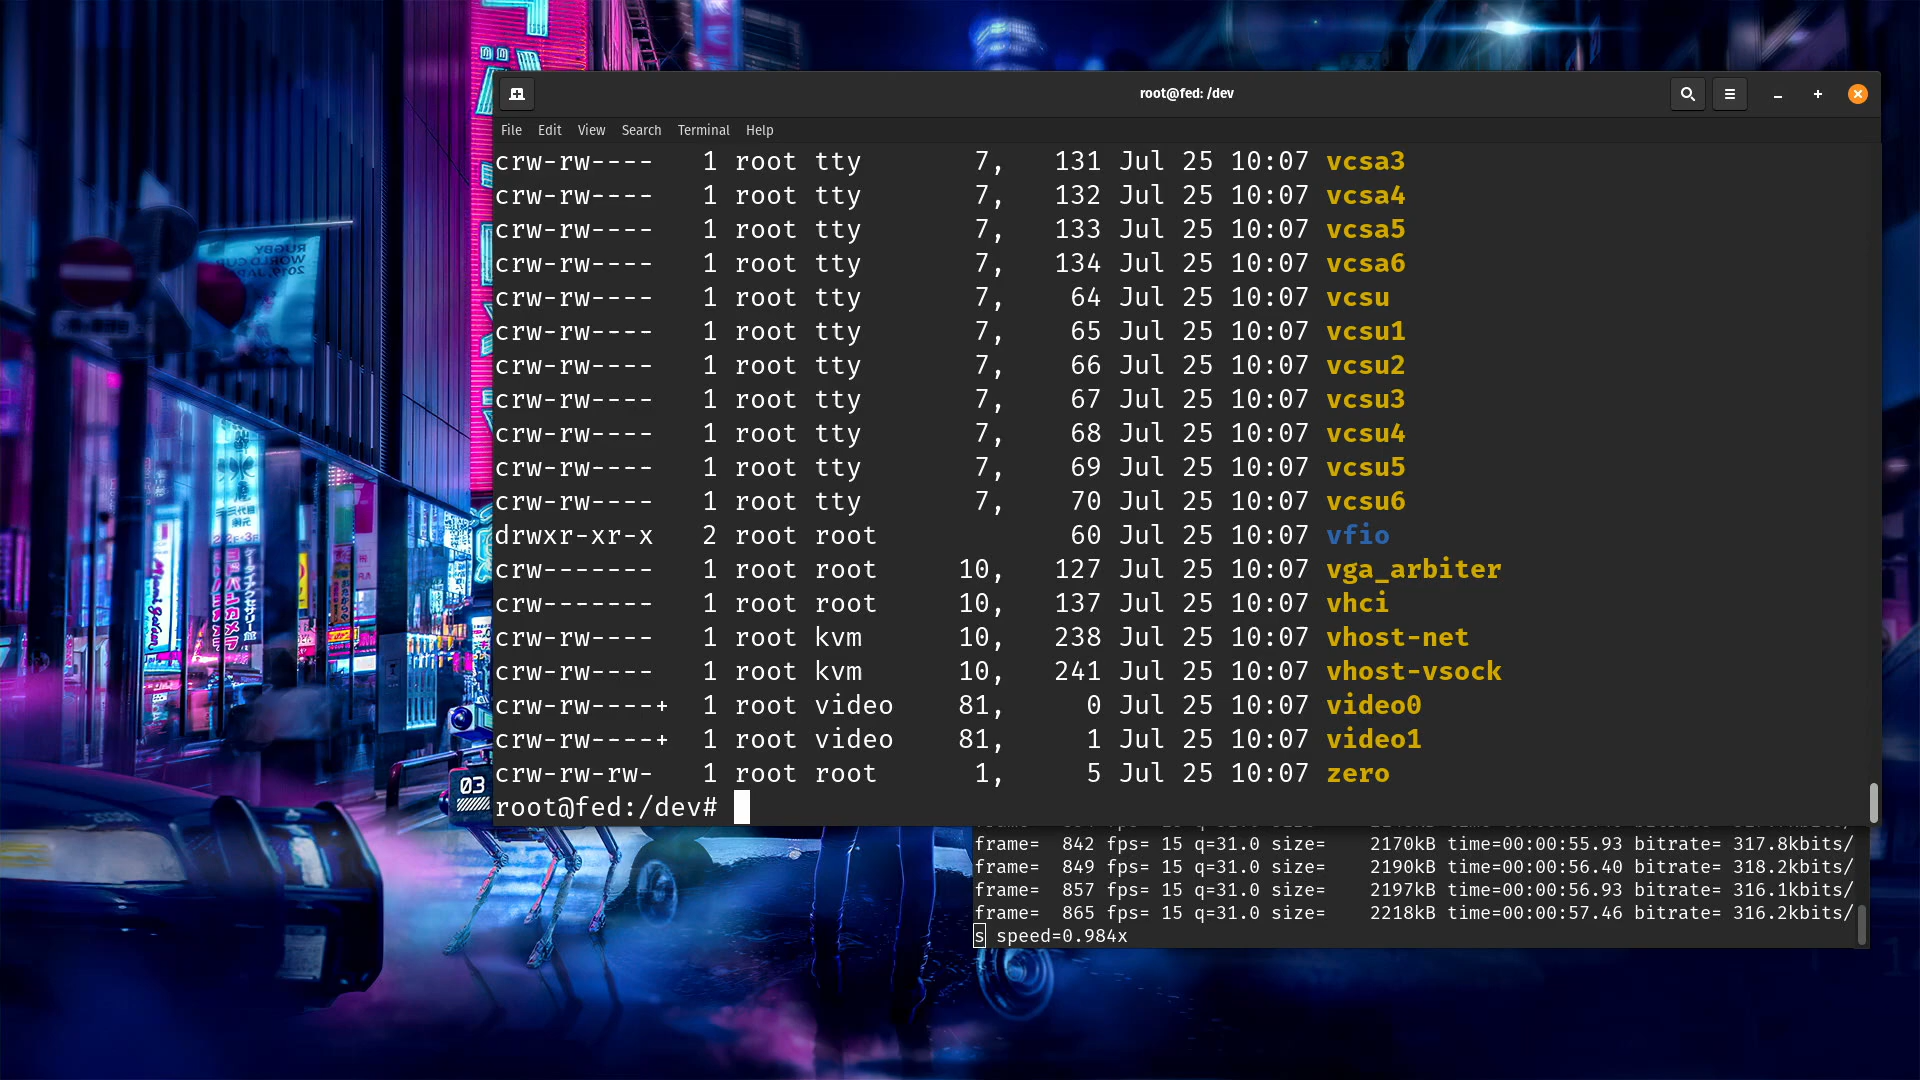 root@fed: /dev
File Edit View Search Terminal Help
crw-rw---- 1 root tty 7, 131 Jul 25 10:07 vcsa3
crw-rw---- 1 root tty 7, 132 Jul 25 10:07 vcsa4
crw-rw---- 1 root tty 7, 133 Jul 25 10:07 vcsa5
crw-rw---- 1 root tty 7, 134 Jul 25 10:07 vcsa6
crw-rw---- 1 root tty 7, 64 Jul 25 10:07 vcsu
crw-rw---- 1 root tty 7, 65 Jul 25 10:07 vcsu1
crw-rw---- 1 root tty 7, 66 Jul 25 10:07 vcsu2
crw-rw---- 1 root tty 7, 67 Jul 25 10:07 vcsu3
crw-rw---- 1 root tty 7, 68 Jul 25 10:07 vcsu4
crw-rw---- 1 root tty 7, 69 Jul 25 10:07 vcsu5
crw-rw---- 1 root tty 7, 70 Jul 25 10:07 vcsu6
drwxr-xr-x 2 root root 60 Jul 25 10:07 vfio
crw------- 1 root root 10, 127 Jul 25 10:07 vga_arbiter
crw------- 1 root root 10, 137 Jul 25 10:07 vhci
crw-rw---- 1 root kvm 10, 238 Jul 25 10:07 vhost-net
crw-rw---- 1 root kvm 10, 241 Jul 25 10:07 vhost-vsock
crw-rw----+ 1 root video 81, 0 Jul 25 10:07 video0
crw-rw----+ 1 root video 81, 1 Jul 25 10:07 video1
crw-rw-rw- 1 root root 1, 5 Jul 25 10:07 zero
root@fed:/dev#
frame= 842 fps= 15 q=31.0 size= 2170kB time=00:00:55.93 bitrate= 317.8kbits/
frame= 849 fps= 15 q=31.0 size= 2190kB time=00:00:56.40 bitrate= 318.2kbits/
frame= 857 fps= 15 q=31.0 size= 2197kB time=00:00:56.93 bitrate= 316.1kbits/
frame= 865 fps= 15 q=31.0 size= 2218kB time=00:00:57.46 bitrate= 316.2kbits/
s speed=0.984x
RUGBY
WORLD CUP
2019, JAPAN
03